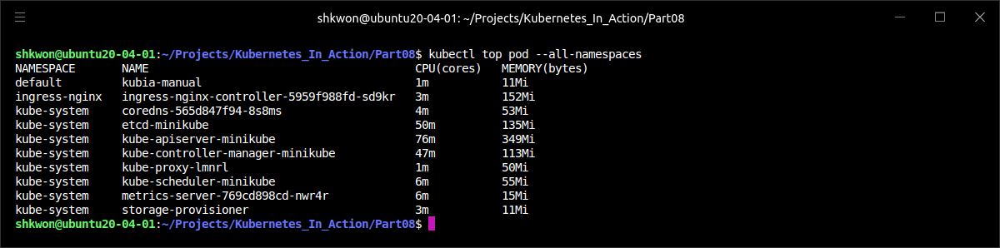 shkwon@ubuntu20-04-01: ~/Projects/Kubernetes_In_Action/Part08
shkwon@ubuntu20-04-01:~/Projects/Kubernetes_In_Action/Part08$ kubectl top pod --all-namespaces
NAMESPACE       NAME                                        CPU(cores)   MEMORY(bytes)
default         kubia-manual                                1m           11Mi
ingress-nginx   ingress-nginx-controller-5959f988fd-sd9kr   3m           152Mi
kube-system     coredns-565d847f94-8s8ms                    4m           53Mi
kube-system     etcd-minikube                               50m          135Mi
kube-system     kube-apiserver-minikube                     76m          349Mi
kube-system     kube-controller-manager-minikube            47m          113Mi
kube-system     kube-proxy-lmnrl                            1m           50Mi
kube-system     kube-scheduler-minikube                     6m           55Mi
kube-system     metrics-server-769cd898cd-nwr4r             6m           15Mi
kube-system     storage-provisioner                         3m           11Mi
shkwon@ubuntu20-04-01:~/Projects/Kubernetes_In_Action/Part08$